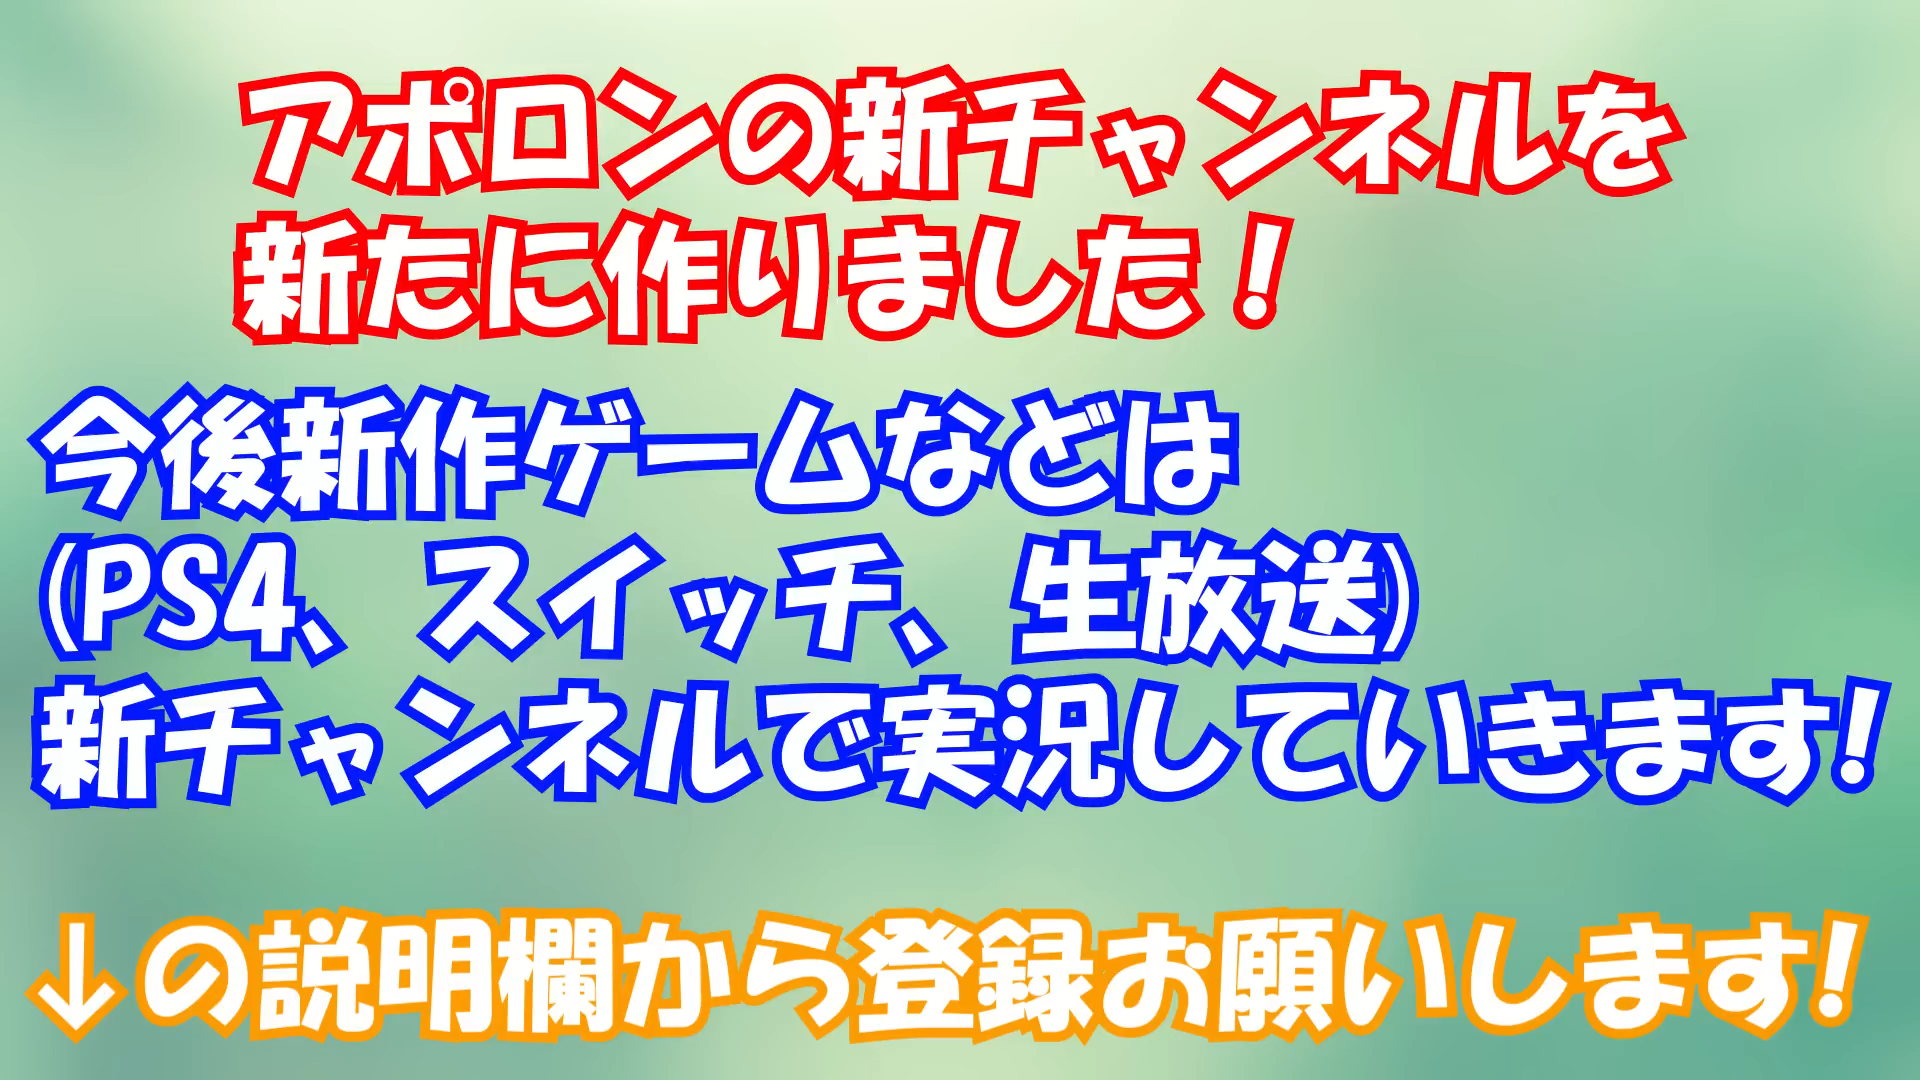 アポロンの新チャンネルを
新たに作りました！
今後新作ゲームなどは
(PS4、スイッチ、生放送)
新チャンネルで実況していきます!
↓の説明欄から登録お願いします!